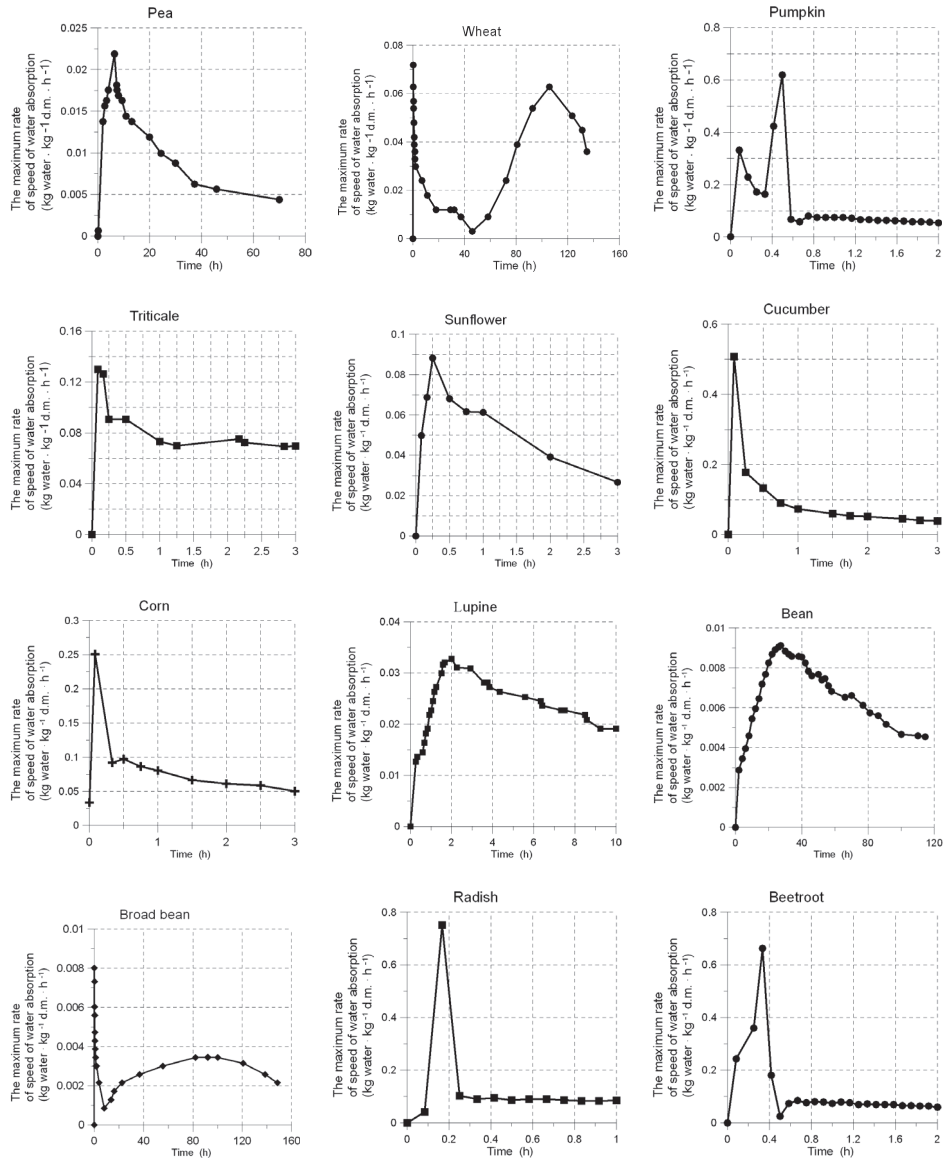 Pea
The maximum rate
of speed of water absorption
(kg water · kg -1 d.m. · h -1)
0.025
0.02
0.015
0.01
0.005
0
0 20 40 60 80
Time (h)
Wheat
The maximum rate
of speed of water absorption
(kg water · kg -1 d.m. · h -1)
0.08
0.06
0.04
0.02
0
0 40 80 120 160
Time (h)
Pumpkin
The maximum rate
of speed of water absorption
(kg water · kg -1 d.m. · h -1)
0.8
0.6
0.4
0.2
0
0 0.4 0.8 1.2 1.6 2
Time (h)
Triticale
The maximum rate
of speed of water absorption
(kg water · kg -1 d.m. · h -1)
0.16
0.12
0.08
0.04
0
0 0.5 1 1.5 2 2.5 3
Time (h)
Sunflower
The maximum rate
of speed of water absorption
(kg water · kg -1 d.m. · h -1)
0.1
0.08
0.06
0.04
0.02
0
0 0.5 1 1.5 2 2.5 3
Time (h)
Cucumber
The maximum rate
of speed of water absorption
(kg water · kg -1 d.m. · h -1)
0.6
0.4
0.2
0
0 1 2 3
Time (h)
Corn
The maximum rate
of speed of water absorption
(kg water · kg -1 d.m. · h -1)
0.3
0.25
0.2
0.15
0.1
0.05
0
0 1 2 3
Time (h)
Lupine
The maximum rate
of speed of water absorption
(kg water · kg -1 d.m. · h -1)
0.04
0.03
0.02
0.01
0
0 2 4 6 8 10
Time (h)
Bean
The maximum rate
of speed of water absorption
(kg water · kg -1 d.m. · h -1)
0.01
0.008
0.006
0.004
0.002
0
0 40 80 120
Time (h)
Broad bean
The maximum rate
of speed of water absorption
(kg water · kg -1 d.m. · h -1)
0.01
0.008
0.006
0.004
0.002
0
0 40 80 120 160
Time (h)
Radish
The maximum rate
of speed of water absorption
(kg water · kg -1 d.m. · h -1)
0.8
0.6
0.4
0.2
0
0 0.2 0.4 0.6 0.8 1
Time (h)
Beetroot
The maximum rate
of speed of water absorption
(kg water · kg -1 d.m. · h -1)
0.8
0.6
0.4
0.2
0
0 0.4 0.8 1.2 1.6 2
Time (h)